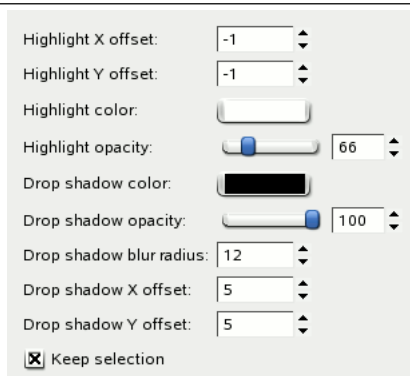 Highlight X offset: -1
Highlight Y offset: -1
Highlight color:
Highlight opacity: 66
Drop shadow color:
Drop shadow opacity: 100
Drop shadow blur radius: 12
Drop shadow X offset: 5
Drop shadow Y offset: 5
Keep selection